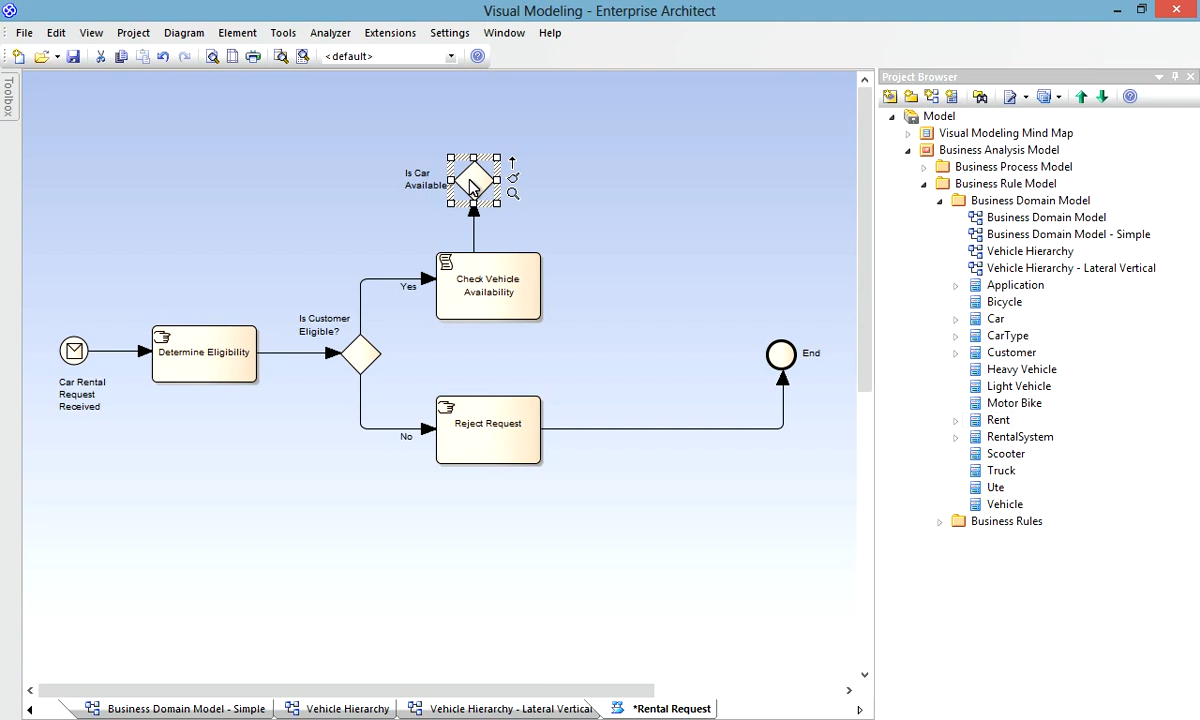 Visual Modeling - Enterprise Architect
File Edit View Project Diagram Element Tools Analyzer Extensions Settings Window Help
<default>
Toolbox
Is Car
Available
Check Vehicle
Availability
Yes
Is Customer
Eligible?
Determine Eligibility
Car Rental
Request
Received
End
No
Reject Request
Project Browser
Model
Visual Modeling Mind Map
Business Analysis Model
Business Process Model
Business Rule Model
Business Domain Model
Business Domain Model
Business Domain Model - Simple
Vehicle Hierarchy
Vehicle Hierarchy - Lateral Vertical
Application
Bicycle
Car
CarType
Customer
Heavy Vehicle
Light Vehicle
Motor Bike
Rent
RentalSystem
Scooter
Truck
Ute
Vehicle
Business Rules
Business Domain Model - Simple
Vehicle Hierarchy
Vehicle Hierarchy - Lateral Vertical
*Rental Request